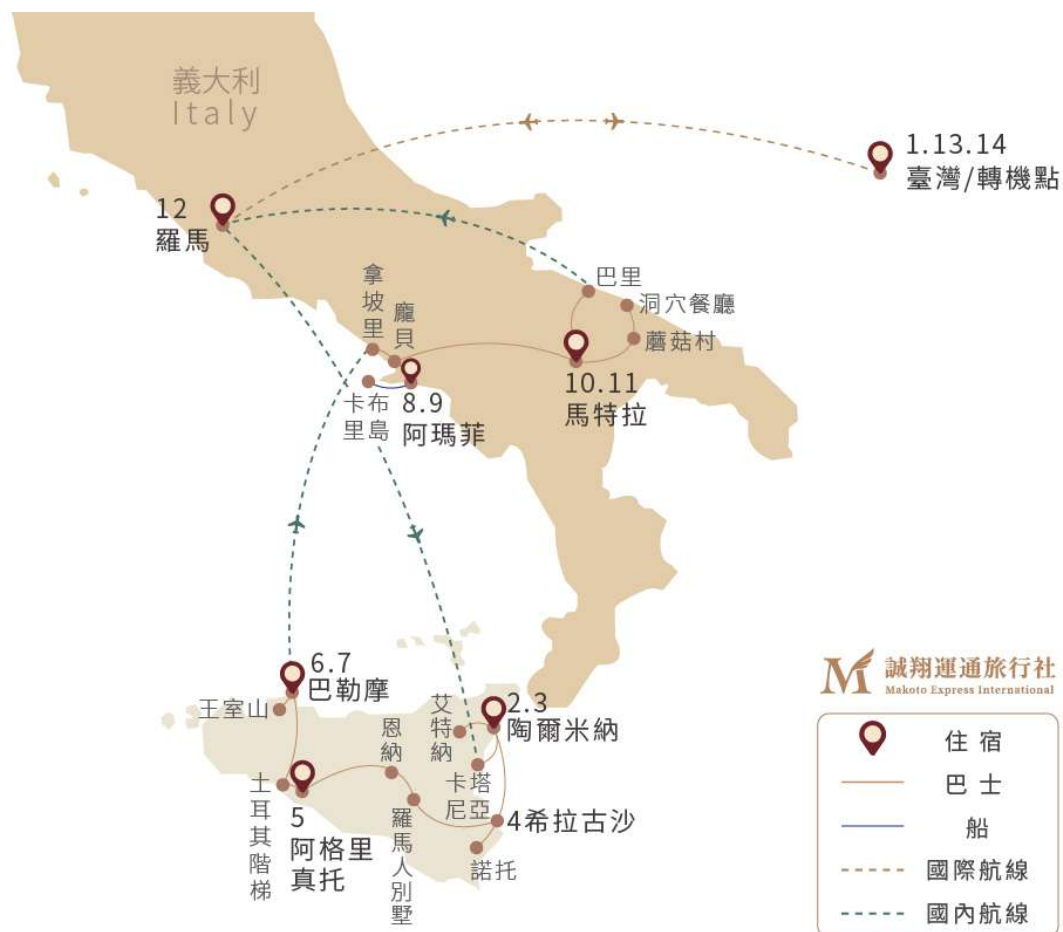 義大利
Italy
1.13.14
臺灣/轉機點
12
羅馬
拿坡里
龐貝
巴里
洞穴餐廳
蘑菇村
卡布
里島
8.9
阿瑪菲
10.11
馬特拉
6.7
巴勒摩
王室山
艾特納
2.3
陶爾米納
恩納
卡塔
尼亞
土耳其階梯
5
阿格里
真托
羅馬人別墅
4希拉古沙
諾托
誠翔運通旅行社
Makoto Express International
住宿
巴士
船
國際航線
國內航線